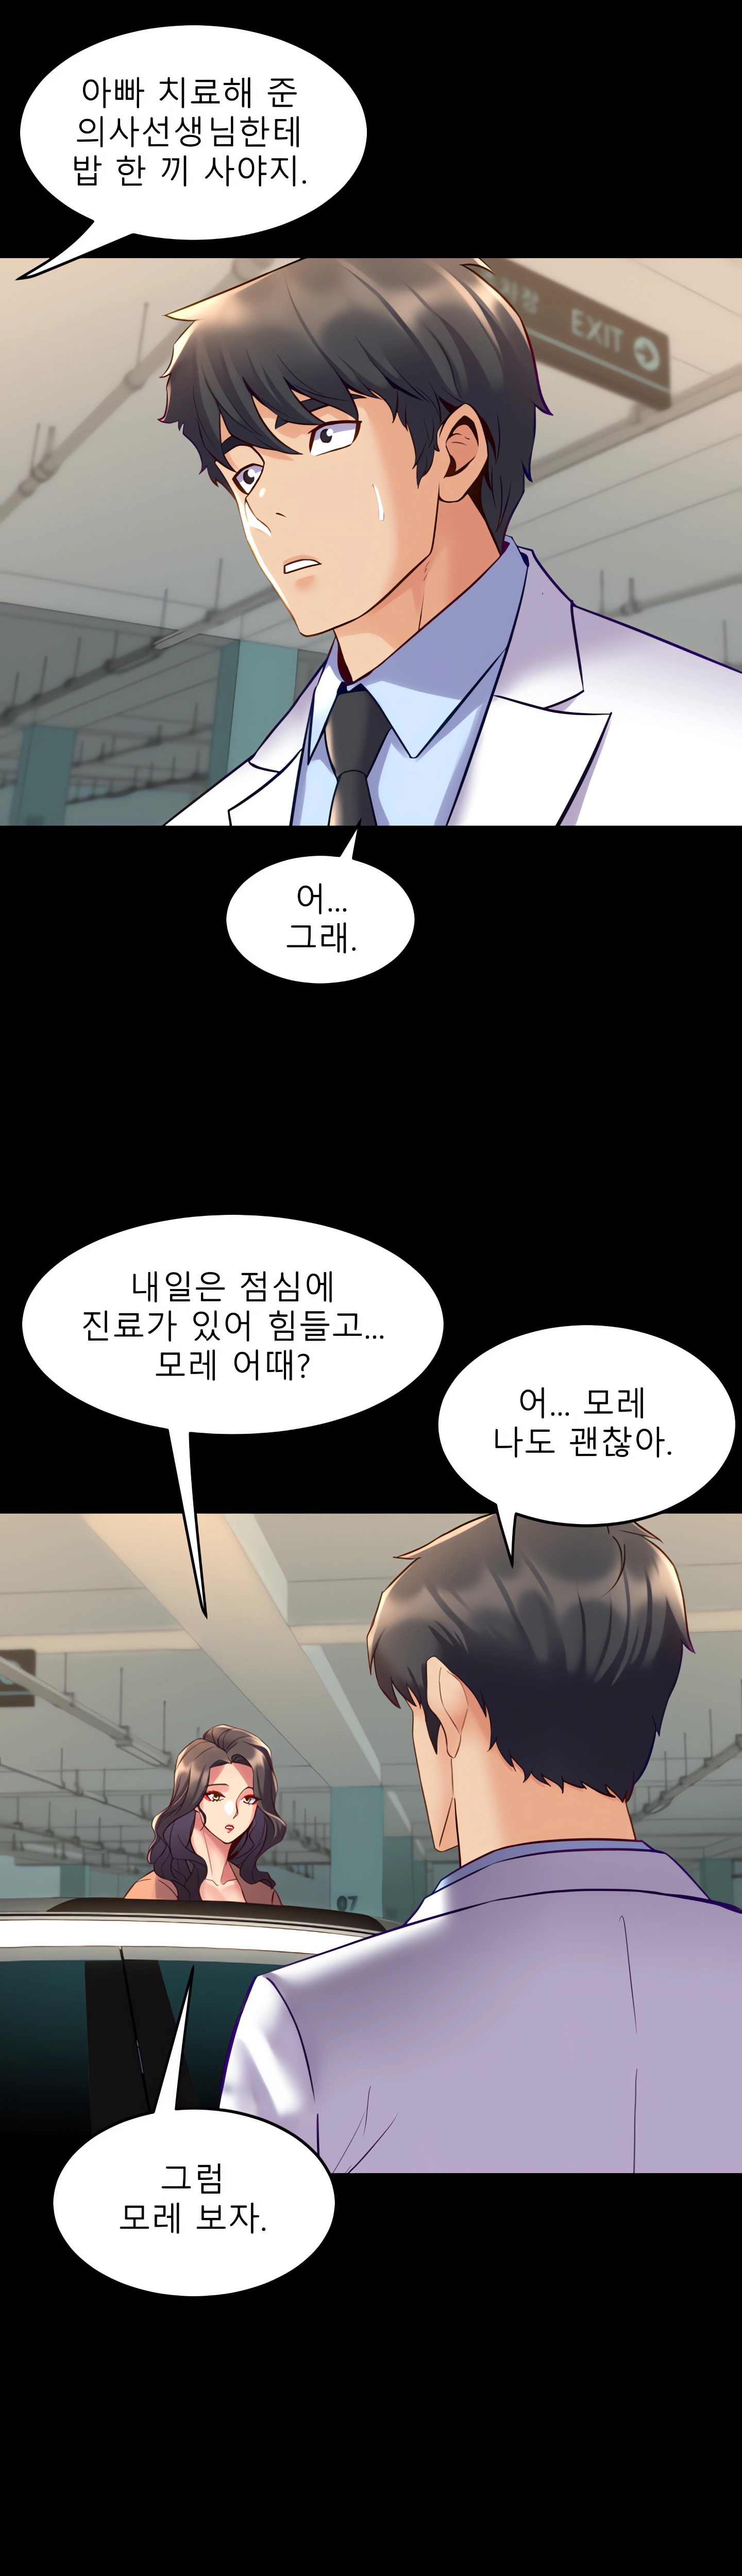 아빠 치료해 준
의사선생님한테
밥 한 끼 사야지.
EXIT
어...
그래.
내일은 점심에
진료가 있어 힘들고...
모레 어때?
어... 모레
나도 괜찮아.
07
그럼
모레 보자.